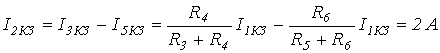 I₂КЗ = I₃КЗ − I₅КЗ = R₄ / (R₃ + R₄) I₁КЗ − R₆ / (R₅ + R₆) I₁КЗ = 2 A